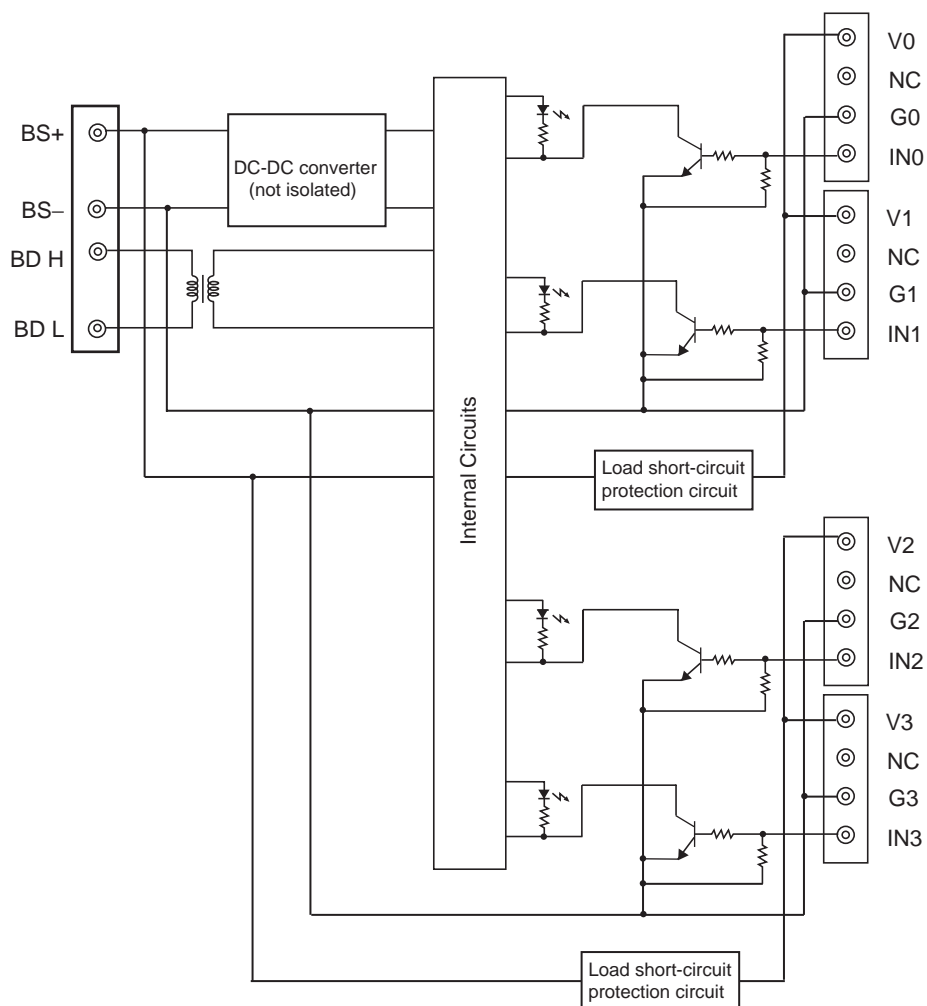 V0
NC
G0
IN0
BS+
BS–
BD H
BD L
DC-DC converter
(not isolated)
V1
NC
G1
IN1
Internal Circuits
Load short-circuit
protection circuit
V2
NC
G2
IN2
V3
NC
G3
IN3
Load short-circuit
protection circuit